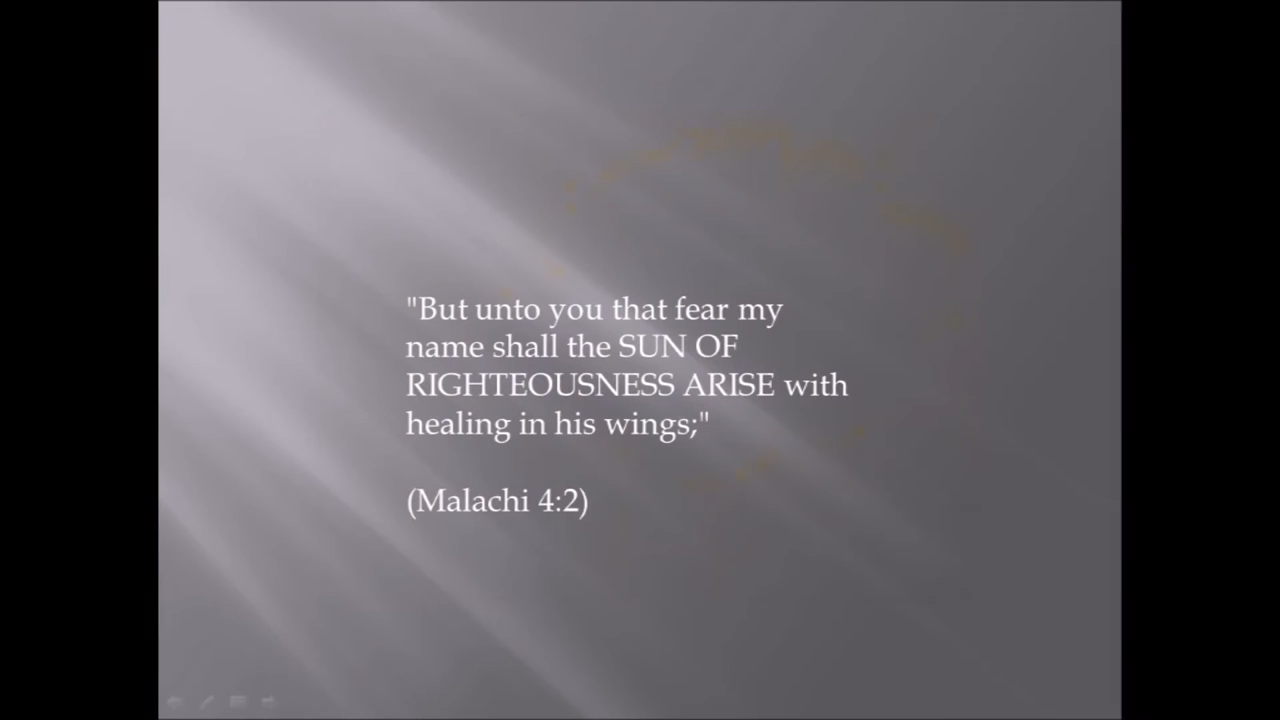 "But unto you that fear my
name shall the SUN OF
RIGHTEOUSNESS ARISE with
healing in his wings;"
(Malachi 4:2)